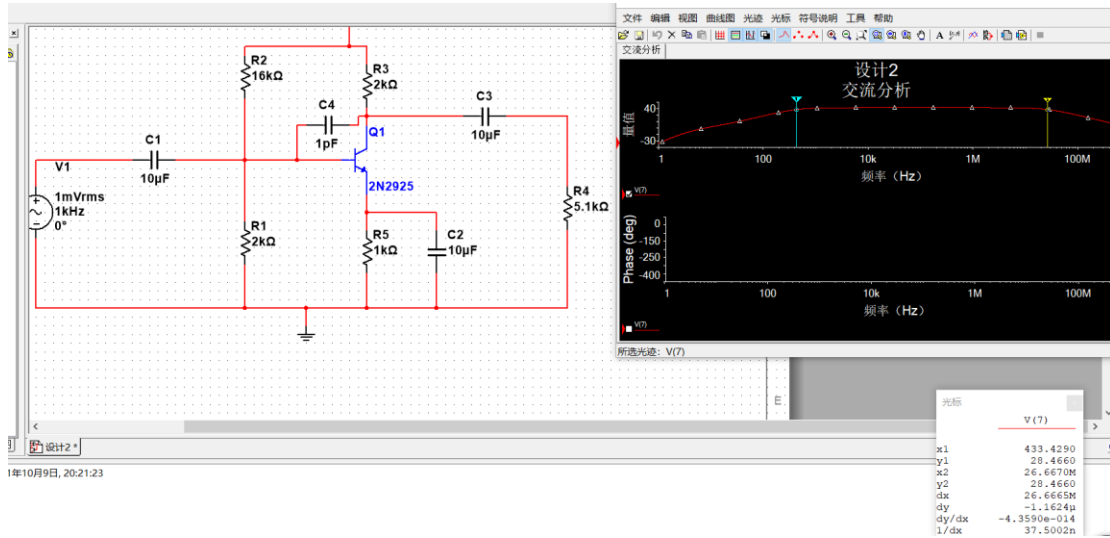 文件 编辑 视图 曲线图 光迹 光标 符号说明 工具 帮助
交流分析
设计2
交流分析
量值
40
-30
1 100 10k 1M 100M
频率（Hz）
V(7)
Phase (deg)
0
-150
-250
-400
1 100 10k 1M 100M
频率（Hz）
V(7)
所选光迹：V(7)
R2
16kΩ
R3
2kΩ
C4
1pF
C3
10µF
Q1
2N2925
C1
10µF
V1
1mVrms
1kHz
0°
R1
2kΩ
R5
1kΩ
C2
10µF
R4
5.1kΩ
E
设计2 *
1年10月9日, 20:21:23
光标
V(7)
x1 433.4290
y1 28.4660
x2 26.6670M
y2 28.4660
dx 26.6665M
dy -1.1624µ
dy/dx -4.3590e-014
1/dx 37.5002n